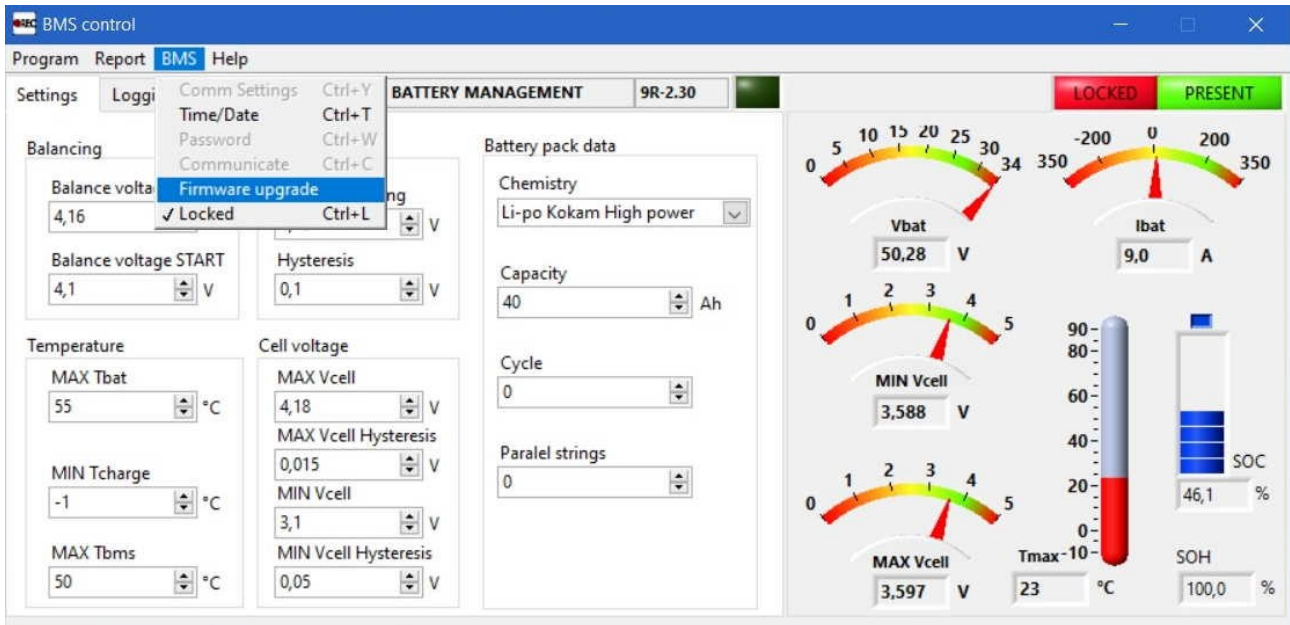 REC BMS control
Program Report BMS Help
Settings Loggi
Comm Settings Ctrl+Y
Time/Date Ctrl+T
Password Ctrl+W
Communicate Ctrl+C
Firmware upgrade
Locked Ctrl+L
BATTERY MANAGEMENT 9R-2.30
LOCKED PRESENT
Balancing
Balance volta
4,16
ng
V
Balance voltage START
4,1 V
Hysteresis
0,1 V
Temperature
MAX Tbat
55 °C
MIN Tcharge
-1 °C
MAX Tbms
50 °C
Cell voltage
MAX Vcell
4,18 V
MAX Vcell Hysteresis
0,015 V
MIN Vcell
3,1 V
MIN Vcell Hysteresis
0,05 V
Battery pack data
Chemistry
Li-po Kokam High power
Capacity
40 Ah
Cycle
0
Paralel strings
0
0 5 10 15 20 25 30 34
Vbat
50,28 V
350 -200 0 200 350
Ibat
9,0 A
0 1 2 3 4 5
MIN Vcell
3,588 V
0 1 2 3 4 5
MAX Vcell
3,597 V
90
80
60
40
20
0
-10
Tmax
23 °C
SOC
46,1 %
SOH
100,0 %